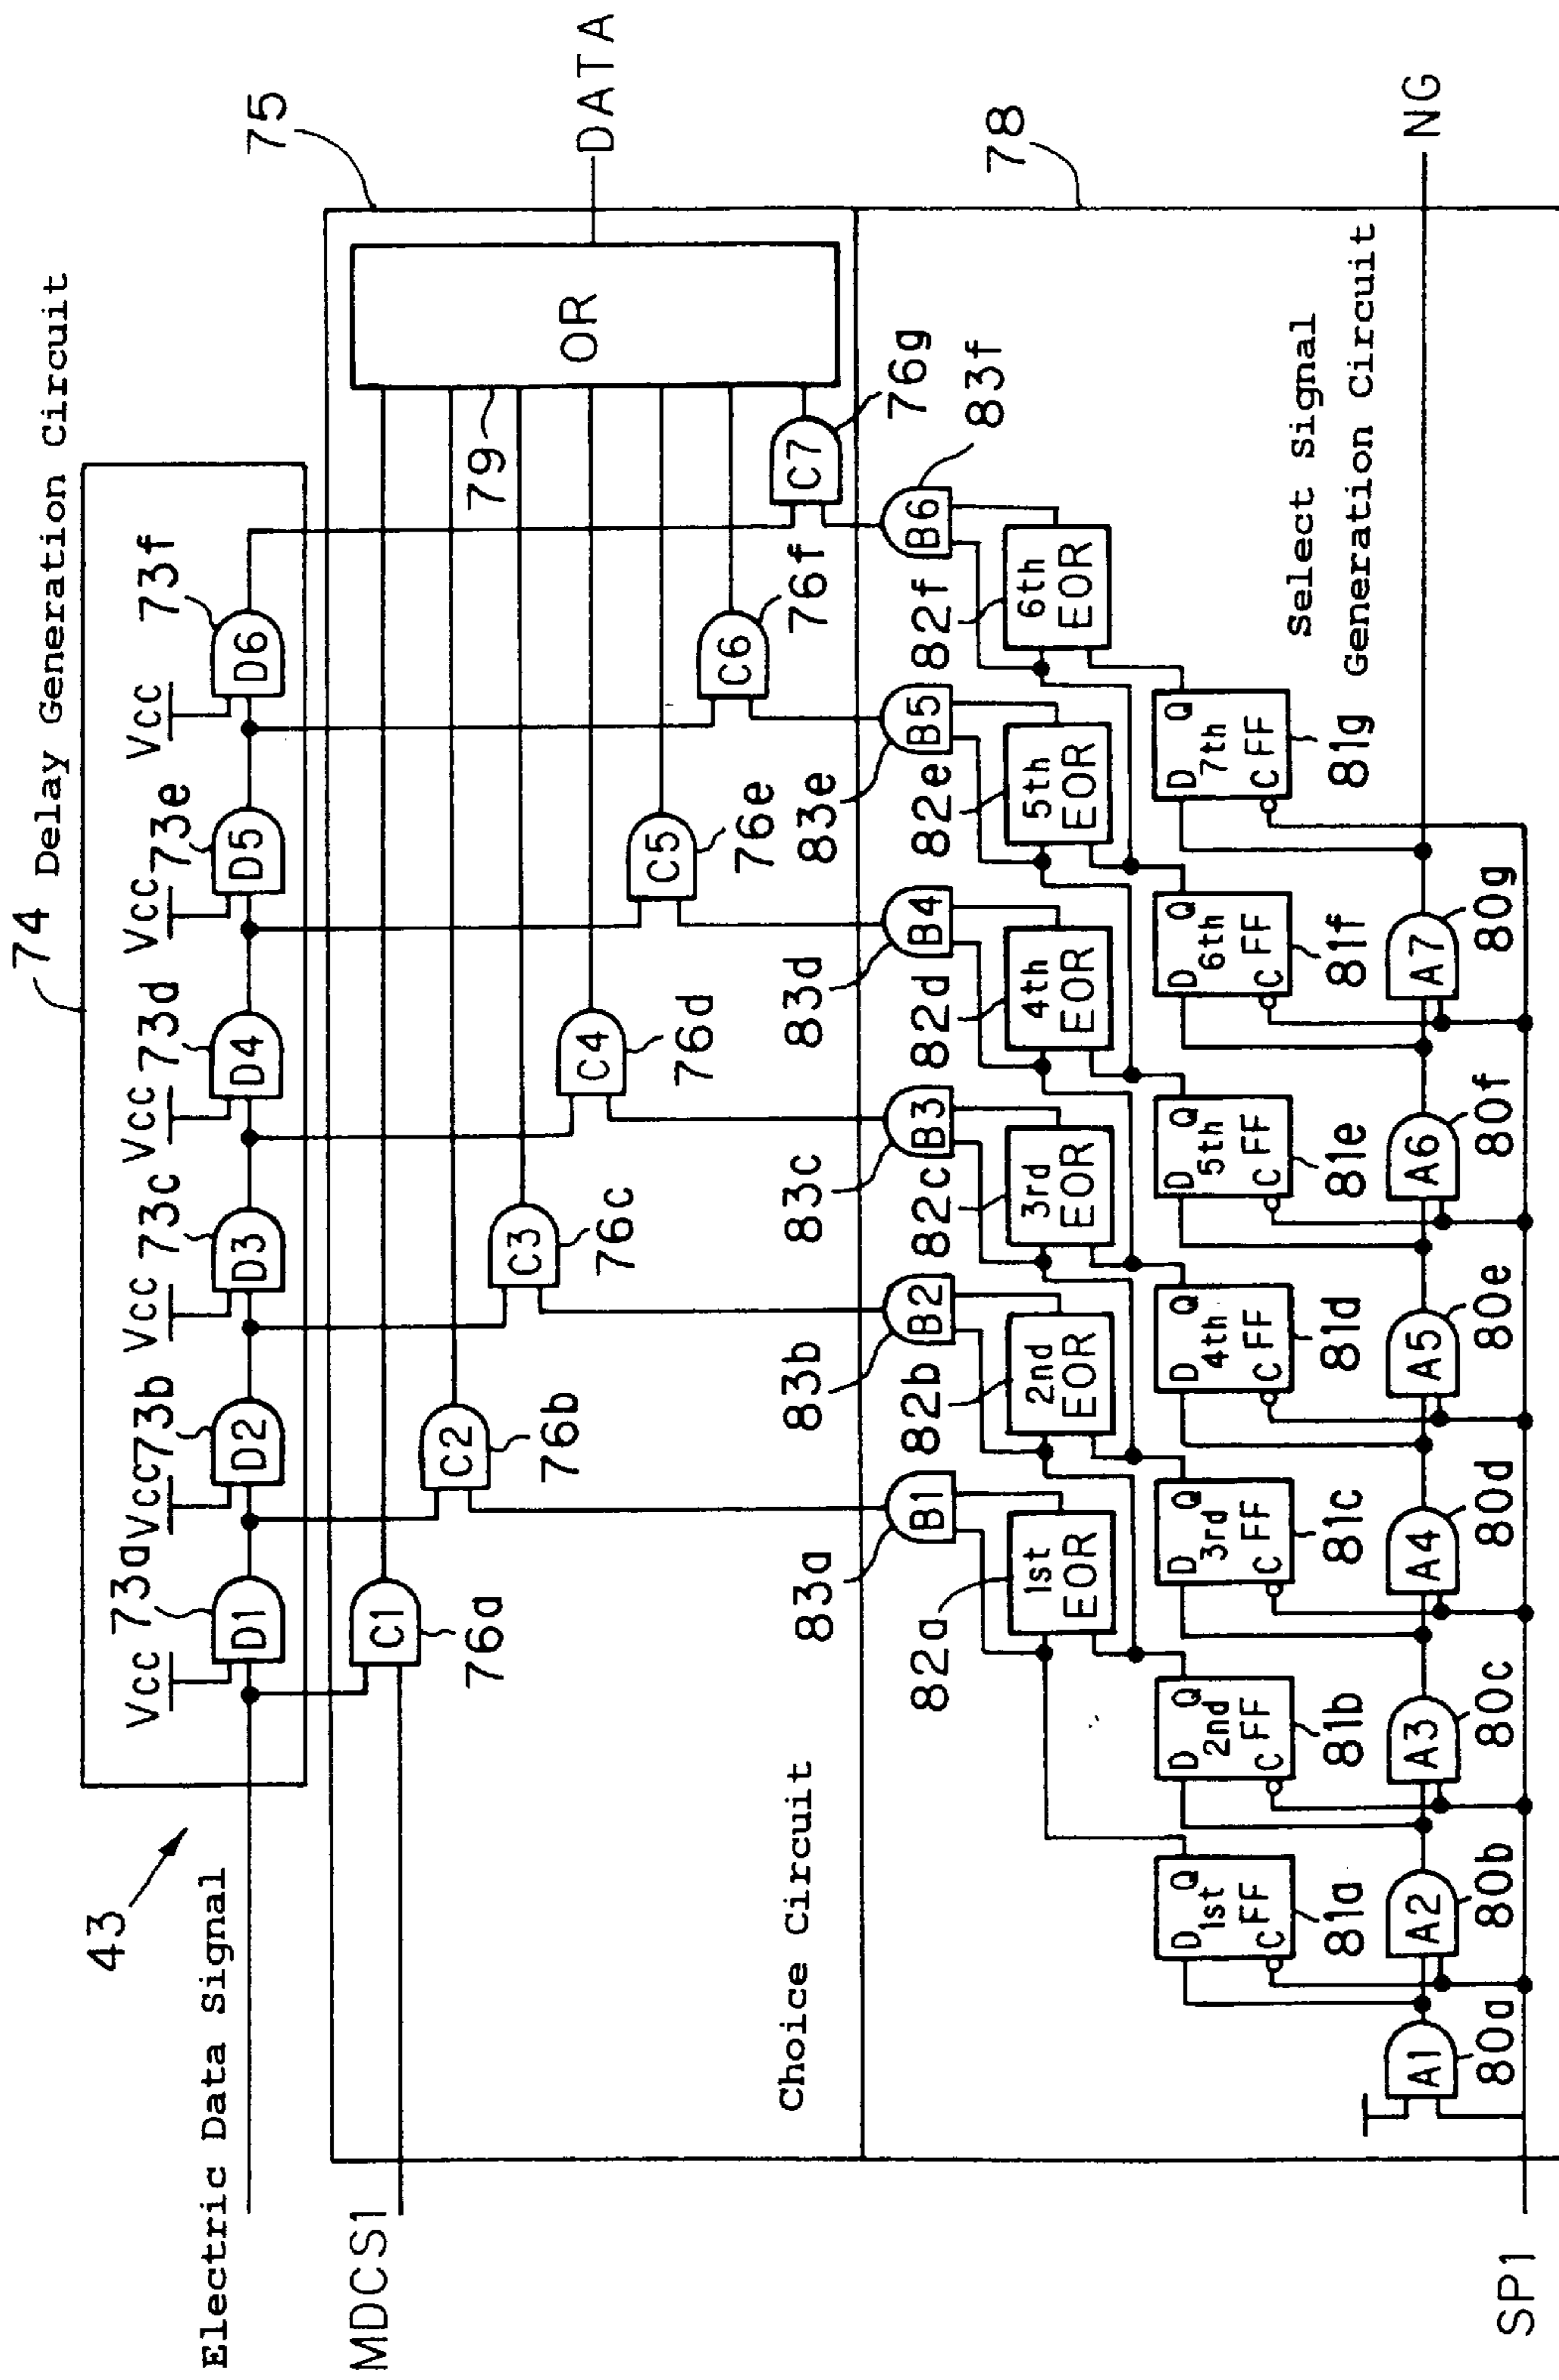 74 Delay Generation Circuit
43
Electric Data Signal
Vcc 73a
Vcc 73b
Vcc 73c
Vcc 73d
Vcc 73e
Vcc 73f
D1
D2
D3
D4
D5
D6
75
MDCS1
C1
76a
C2
76b
C3
76c
C4
76d
C5
76e
C6
76f
C7
76g
79
OR
DATA
Choice Circuit
78
83a
83b
83c
83d
83e
83f
B1
B2
B3
B4
B5
B6
82a
82b
82c
82d
82e
82f
1st
EOR
2nd
EOR
3rd
EOR
4th
EOR
5th
EOR
6th
EOR
Select Signal
Generation Circuit
D Q
1st
C FF
D Q
2nd
C FF
D Q
3rd
C FF
D Q
4th
C FF
D Q
5th
C FF
D Q
6th
C FF
D Q
7th
C FF
81a
81b
81c
81d
81e
81f
81g
A1
A2
A3
A4
A5
A6
A7
NG
80a
80b
80c
80d
80e
80f
80g
SP1